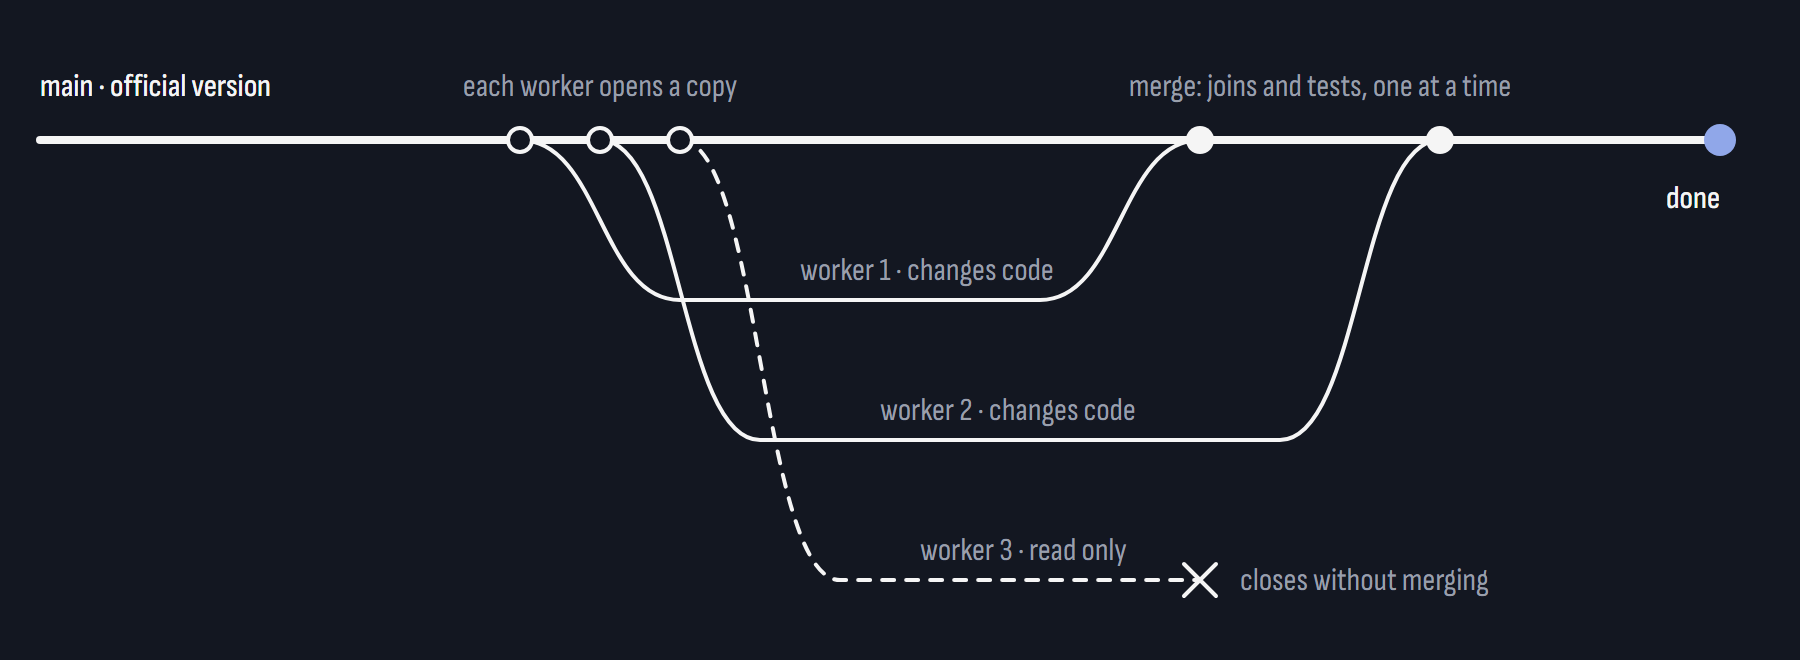 main · official version
each worker opens a copy
merge: joins and tests, one at a time
done
worker 1 · changes code
worker 2 · changes code
worker 3 · read only
closes without merging